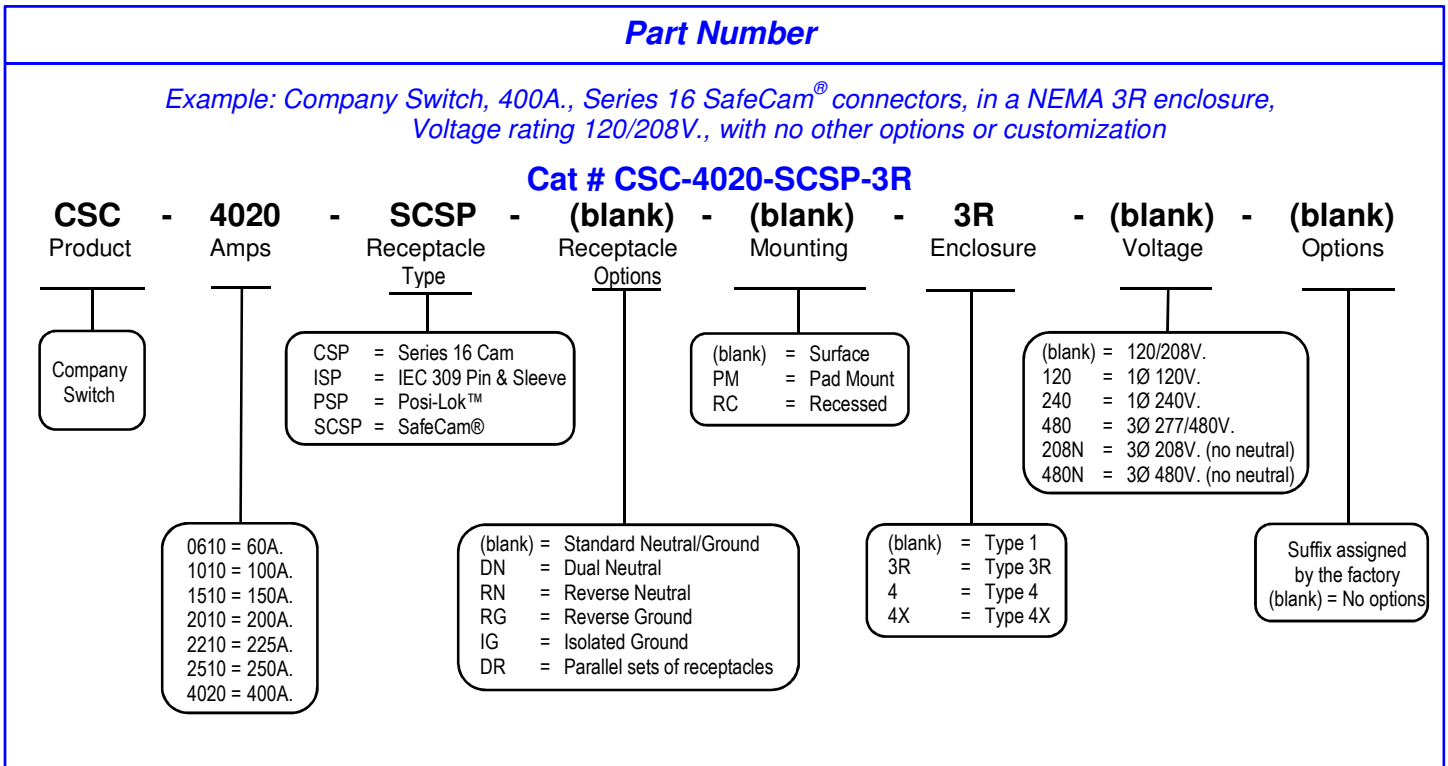 Part Number
Example: Company Switch, 400A., Series 16 SafeCam® connectors, in a NEMA 3R enclosure,
Voltage rating 120/208V., with no other options or customization
Cat # CSC-4020-SCSP-3R
CSC - 4020 - SCSP - (blank) - (blank) - 3R - (blank) - (blank)
Product Amps Receptacle Receptacle Mounting Enclosure Voltage Options
Type Options
Company
Switch
0610 = 60A.
1010 = 100A.
1510 = 150A.
2010 = 200A.
2210 = 225A.
2510 = 250A.
4020 = 400A.
CSP = Series 16 Cam
ISP = IEC 309 Pin & Sleeve
PSP = Posi-Lok™
SCSP = SafeCam®
(blank) = Standard Neutral/Ground
DN = Dual Neutral
RN = Reverse Neutral
RG = Reverse Ground
IG = Isolated Ground
DR = Parallel sets of receptacles
(blank) = Surface
PM = Pad Mount
RC = Recessed
(blank) = Type 1
3R = Type 3R
4 = Type 4
4X = Type 4X
(blank) = 120/208V.
120 = 1Ø 120V.
240 = 1Ø 240V.
480 = 3Ø 277/480V.
208N = 3Ø 208V. (no neutral)
480N = 3Ø 480V. (no neutral)
Suffix assigned
by the factory
(blank) = No options